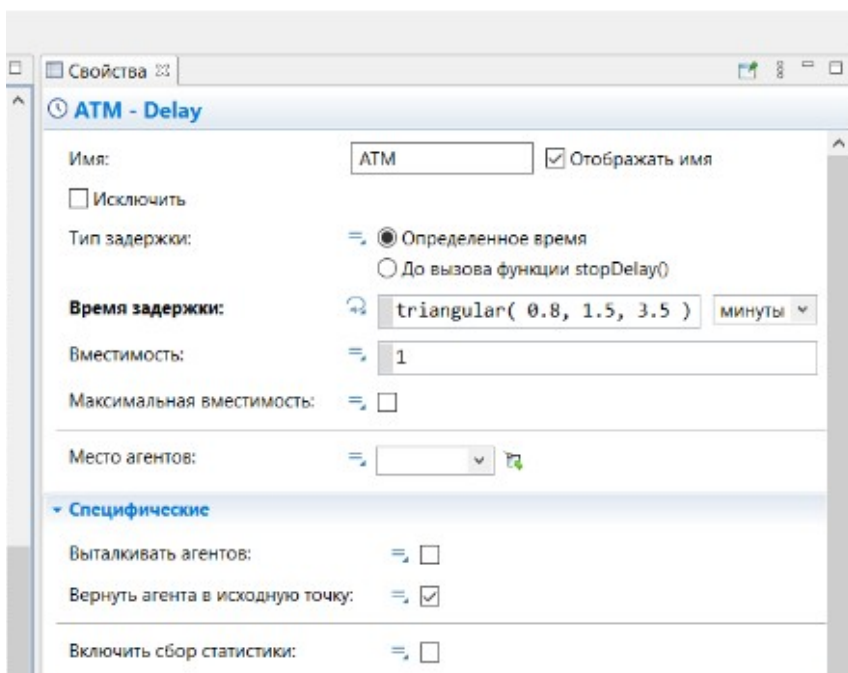 Свойства
ATM - Delay
Имя: ATM Отображать имя
Исключить
Тип задержки: Определенное время
До вызова функции stopDelay()
Время задержки: triangular( 0.8, 1.5, 3.5 ) минуты
Вместимость: 1
Максимальная вместимость:
Место агентов:
Специфические
Выталкивать агентов:
Вернуть агента в исходную точку:
Включить сбор статистики: